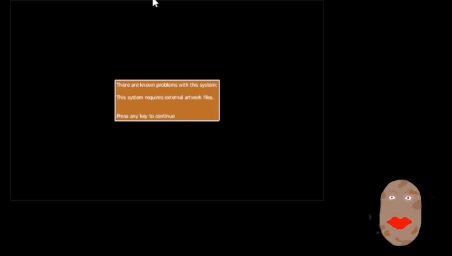 There are known problems with this system
This system requires external artwork files.
Press any key to continue